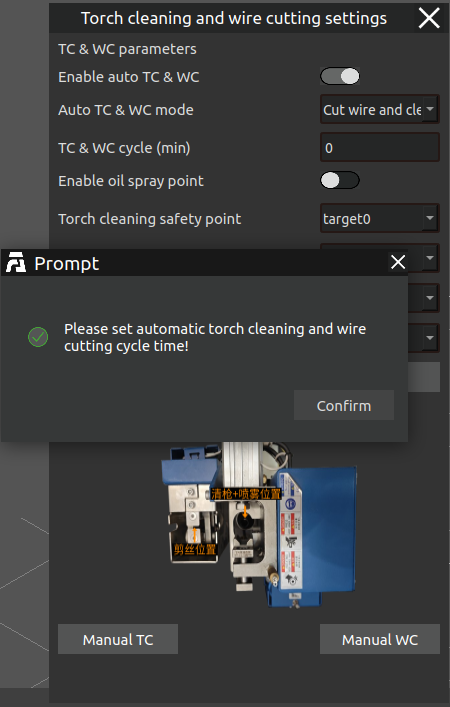 Torch cleaning and wire cutting settings
TC & WC parameters
Enable auto TC & WC
Auto TC & WC mode
Cut wire and cle
TC & WC cycle (min)
0
Enable oil spray point
Torch cleaning safety point
target0
Prompt
Please set automatic torch cleaning and wire
cutting cycle time!
Confirm
清枪+喷雾位置
剪丝位置
Manual TC
Manual WC